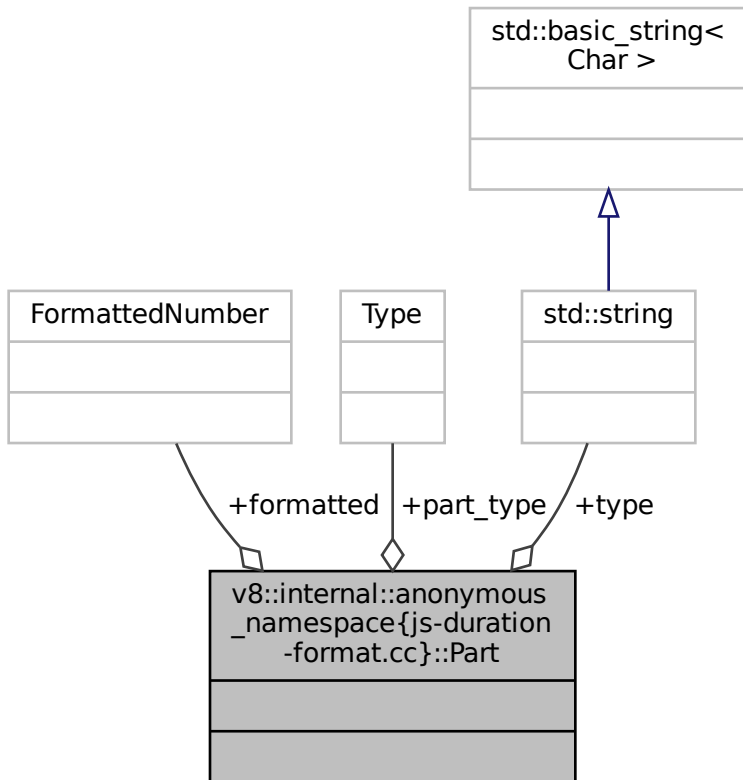 std::basic_string<
Char >
FormattedNumber
Type
std::string
+formatted
+part_type
+type
v8::internal::anonymous
_namespace{js-duration
-format.cc}::Part